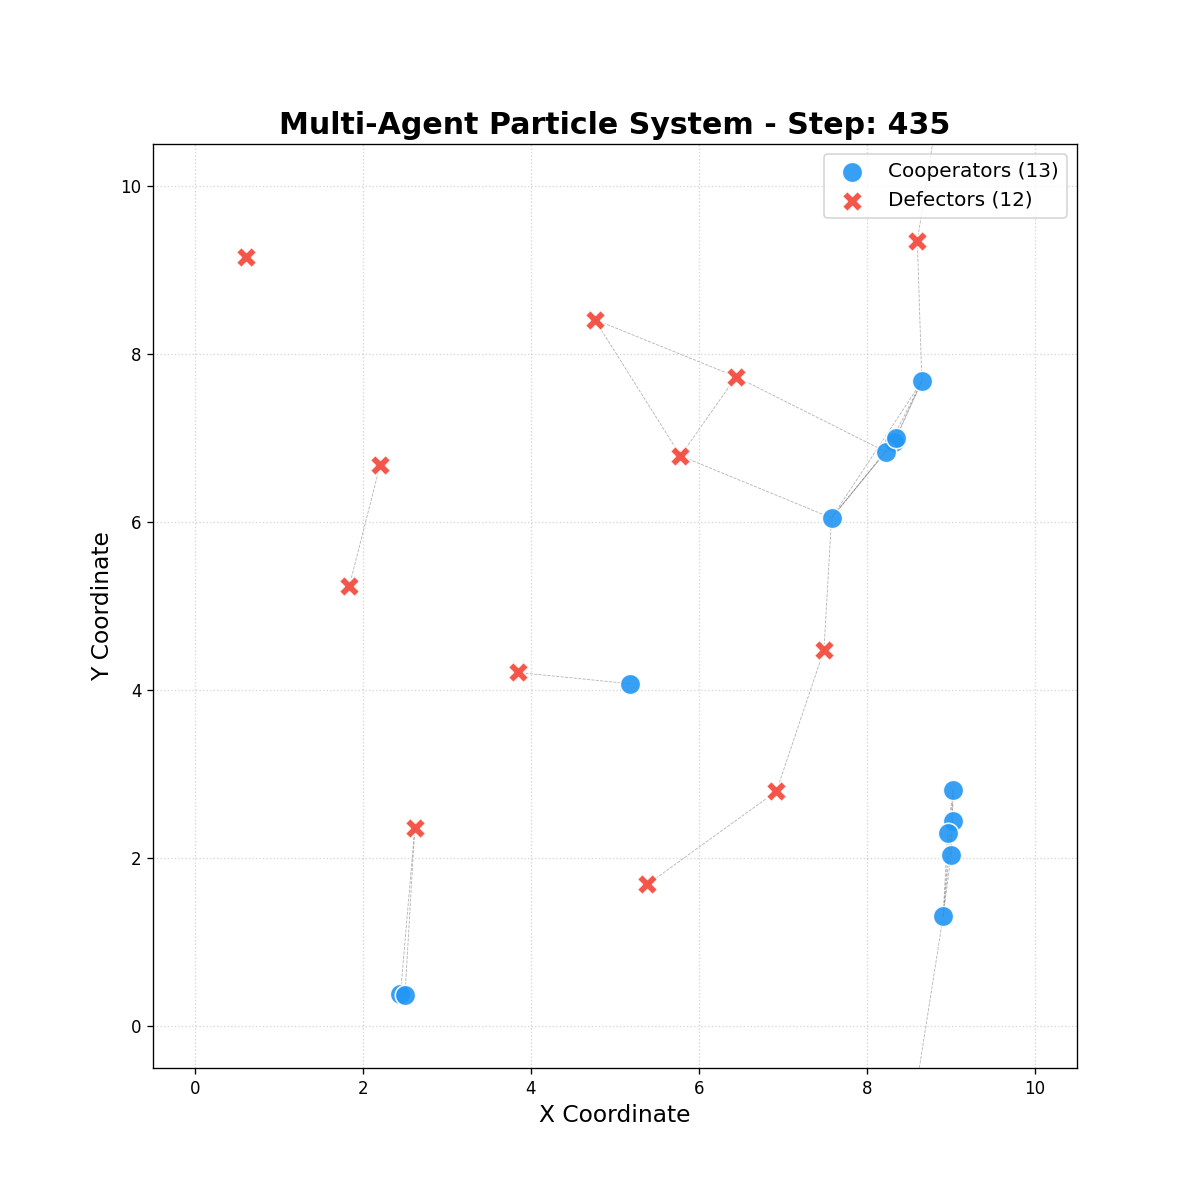 Multi-Agent Particle System - Step: 435
Cooperators (13)
Defectors (12)
10
8
6
4
2
0
Y Coordinate
0
2
4
6
8
10
X Coordinate